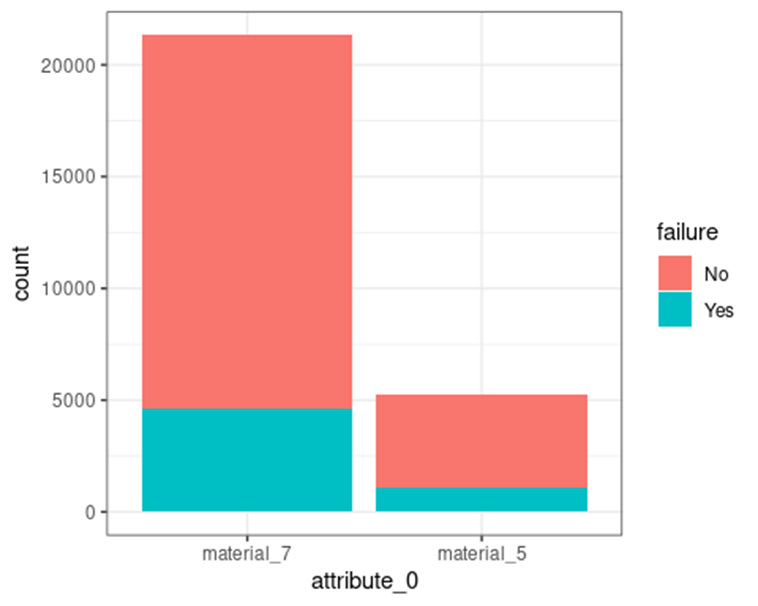 20000
15000
10000
5000
0
count
material_7
material_5
attribute_0
failure
No
Yes